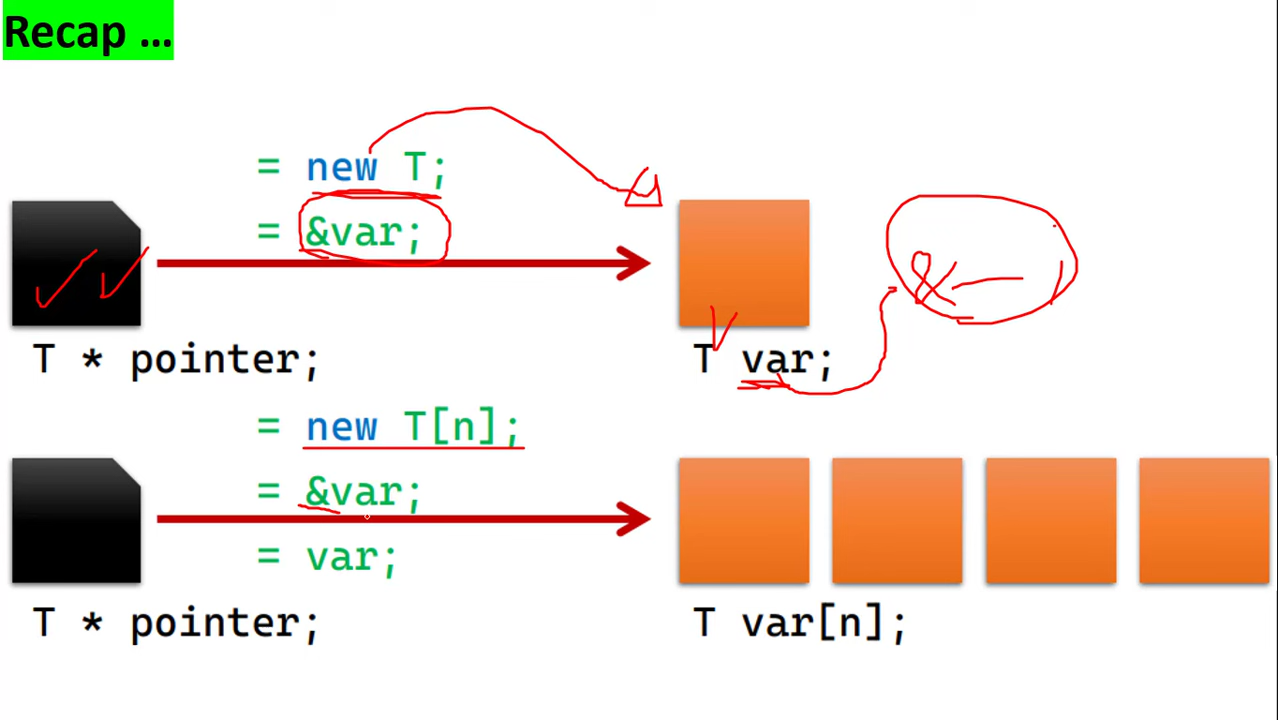 Recap ...
= new T;
= &var;
T * pointer;
T var;
&
= new T[n];
= &var;
= var;
T * pointer;
T var[n];